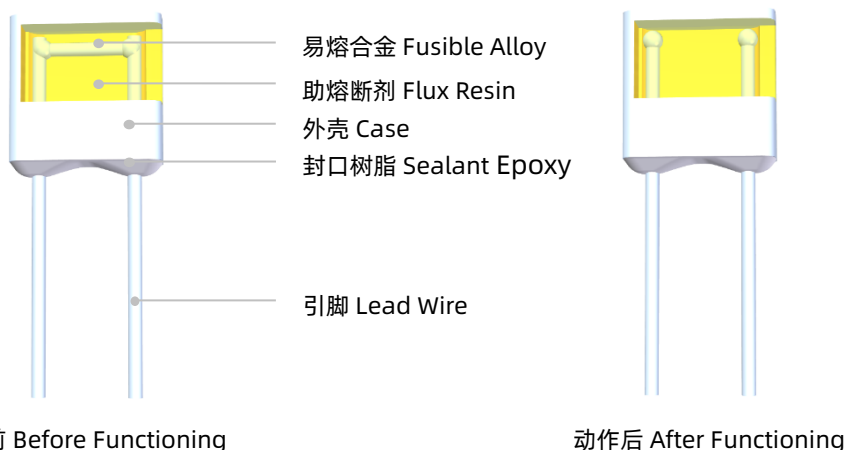 易熔合金 Fusible Alloy
助熔断剂 Flux Resin
外壳 Case
封口树脂 Sealant Epoxy
引脚 Lead Wire
前 Before Functioning
动作后 After Functioning